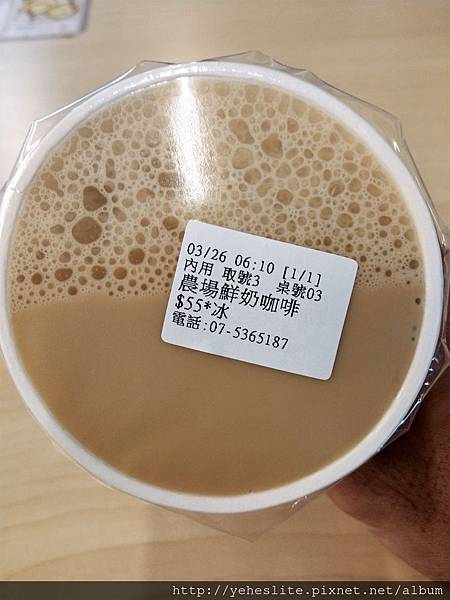 03/26 06:10 [1/1]
內用 取號3 桌號03
農場鮮奶咖啡
$55*冰
電話:07-5365187
http://yeheslite.pixnet.net/album